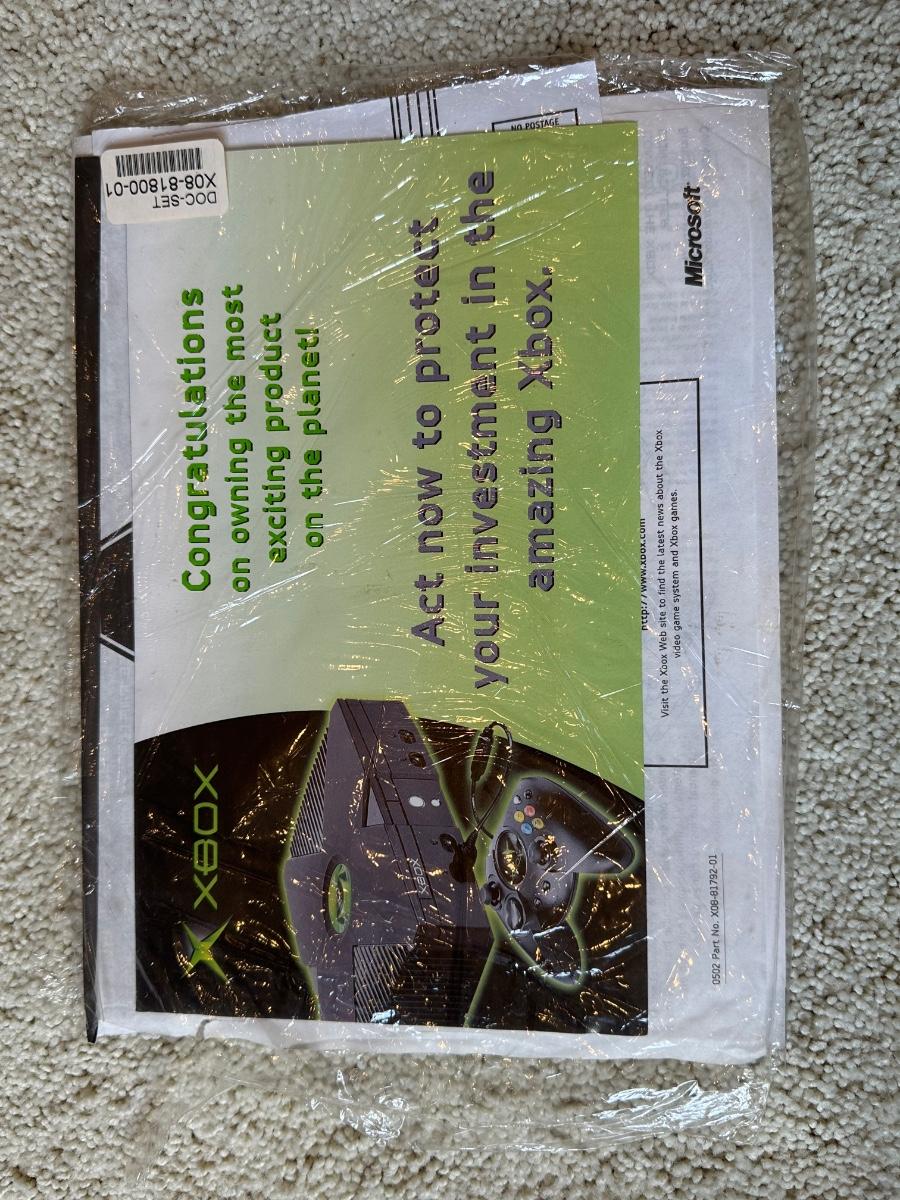 DOC-SET
X08-81800-01
NO POSTAGE
Congratulations
on owning the most
exciting product
on the planet!
Act now to protect
your investment in the
amazing Xbox.
XBOX
XBOX
http://www.xbox.com
Visit the Xbox Web site to find the latest news about the Xbox
video game system and Xbox games.
0502 Part No. X08-81792-01
Microsoft